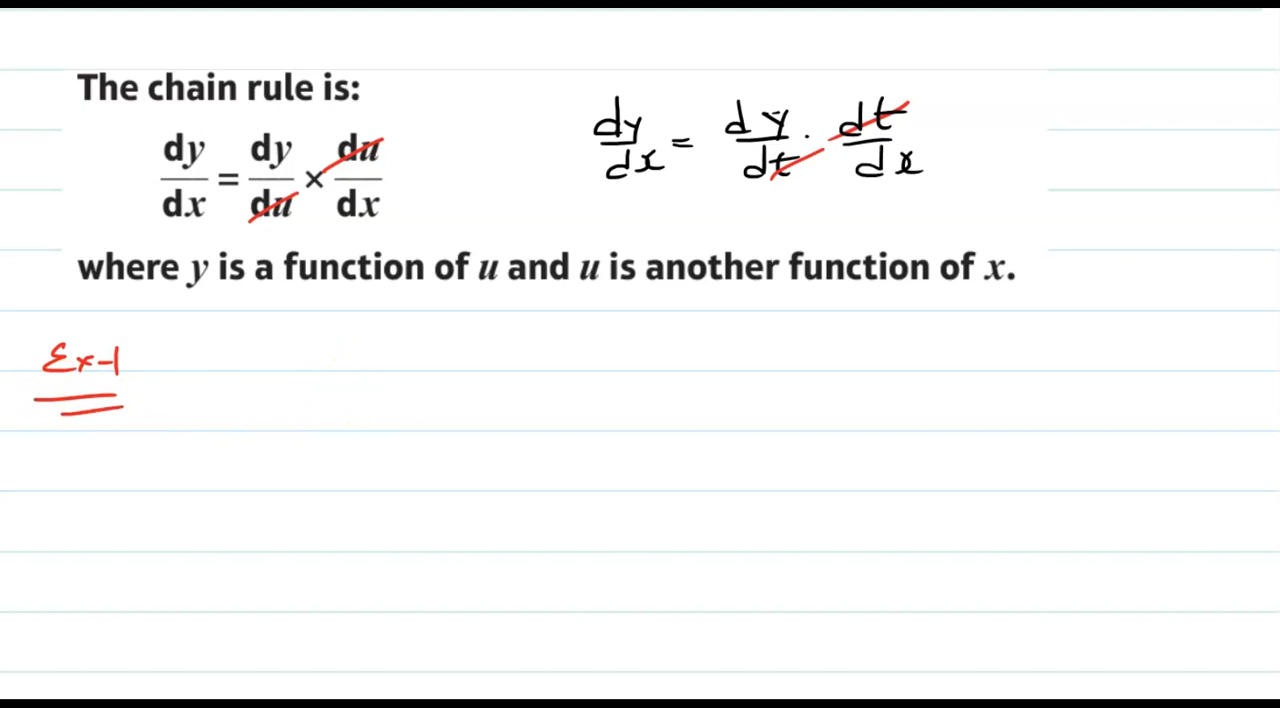 The chain rule is:
dy/dx = dy/du × du/dx
dy/dx = dy/dt . dt/dx
where y is a function of u and u is another function of x.
Ex-1